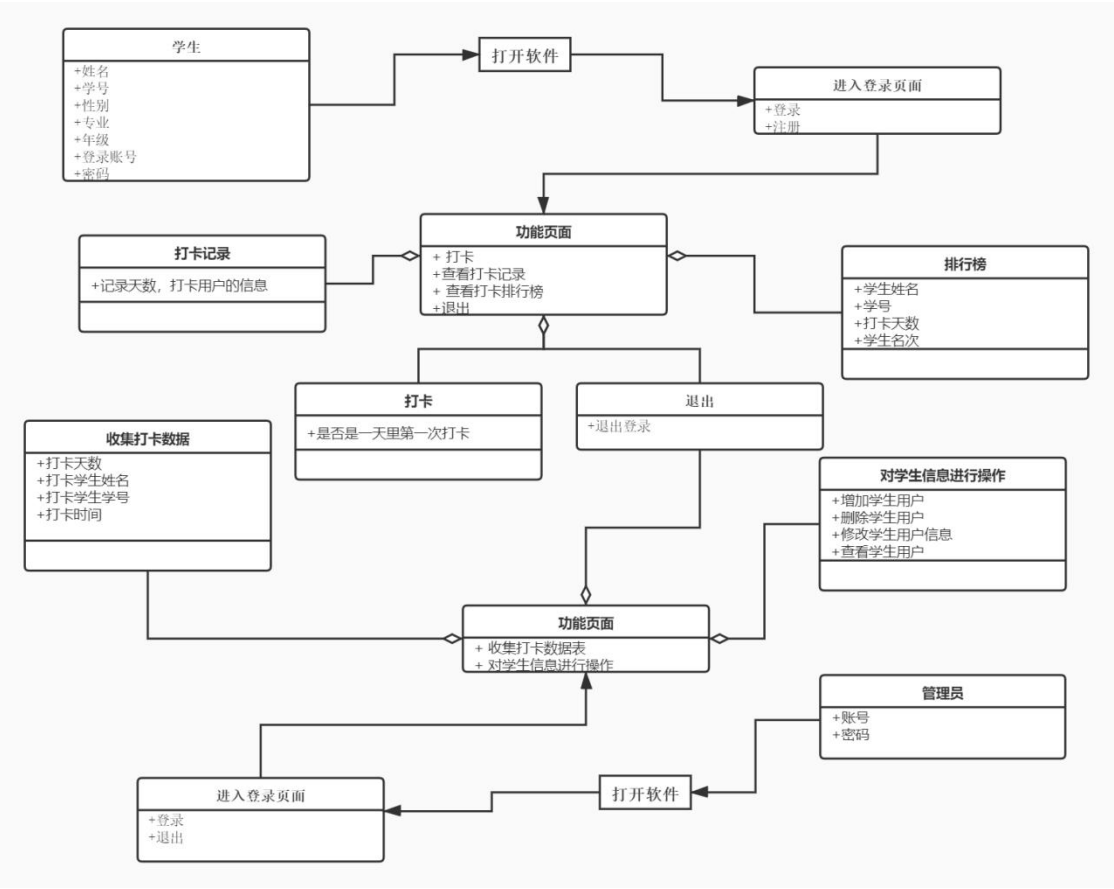 学生
+姓名
+学号
+性别
+专业
+年级
+登录账号
+密码
打开软件
进入登录页面
+登录
+注册
功能页面
+ 打卡
+查看打卡记录
+ 查看打卡排行榜
+退出
打卡记录
+记录天数，打卡用户的信息
排行榜
+学生姓名
+学号
+打卡天数
+学生名次
打卡
+是否是一天里第一次打卡
退出
+退出登录
收集打卡数据
+打卡天数
+打卡学生姓名
+打卡学生学号
+打卡时间
对学生信息进行操作
+增加学生用户
+删除学生用户
+修改学生用户信息
+查看学生用户
功能页面
+ 收集打卡数据表
+ 对学生信息进行操作
管理员
+账号
+密码
打开软件
进入登录页面
+登录
+退出